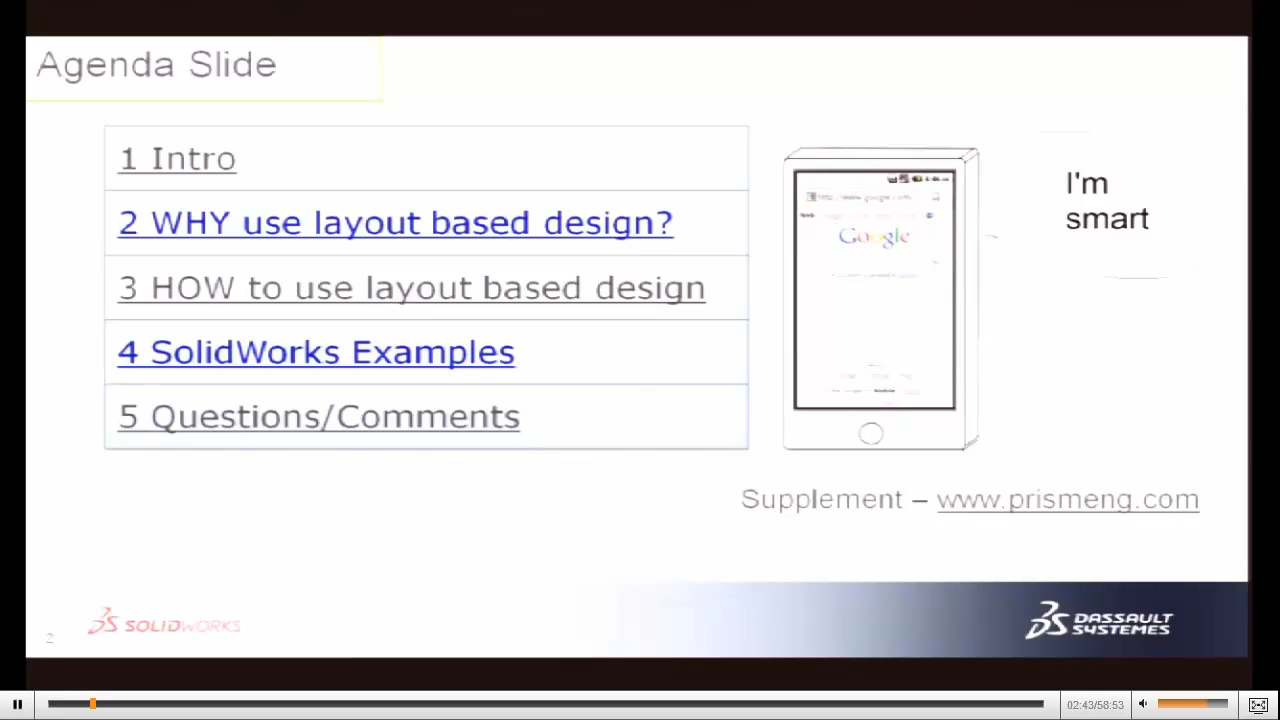 Agenda Slide
1 Intro
2 WHY use layout based design?
3 HOW to use layout based design
4 SolidWorks Examples
5 Questions/Comments
Google
I'm
smart
Supplement – www.prismeng.com
2
SOLIDWORKS
DASSAULT
SYSTEMES
02:43/58:53